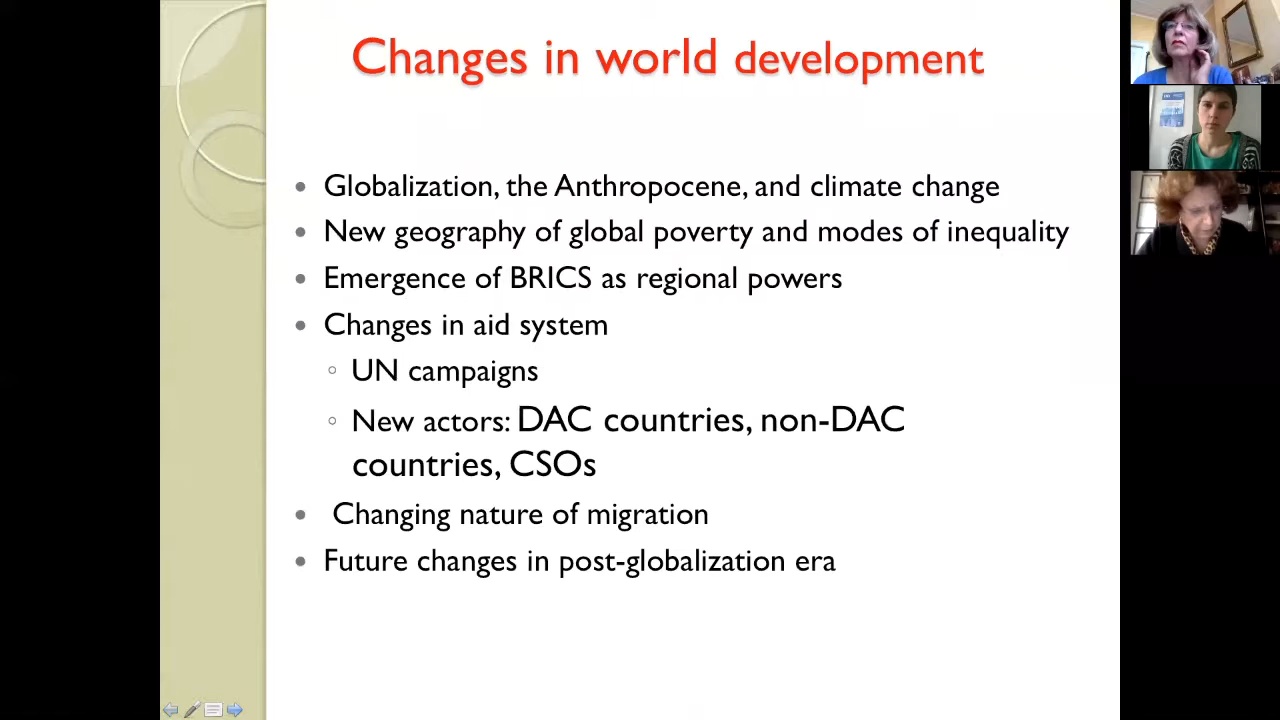 Changes in world development
Globalization, the Anthropocene, and climate change
New geography of global poverty and modes of inequality
Emergence of BRICS as regional powers
Changes in aid system
UN campaigns
New actors: DAC countries, non-DAC
countries, CSOs
Changing nature of migration
Future changes in post-globalization era